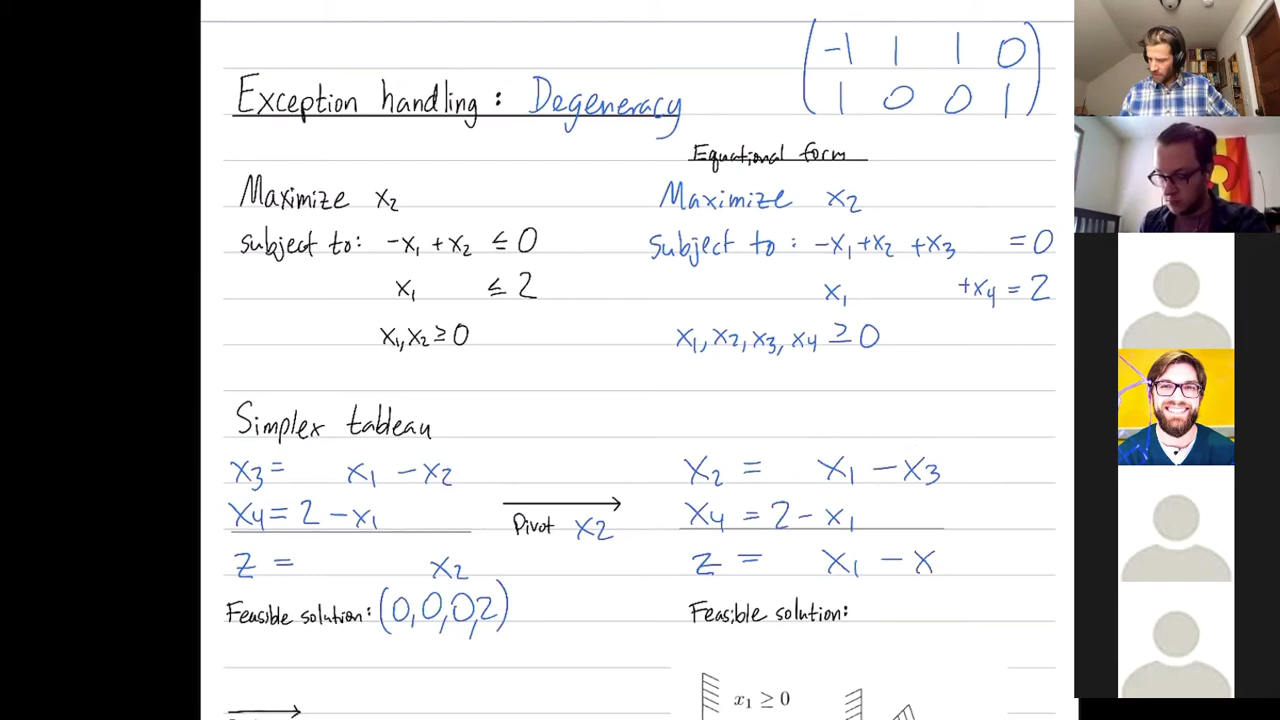 Exception handling: Degeneracy
(-1 1 1 0
1 0 0 1)
Maximize x₂
subject to: -x₁ + x₂ ≤ 0
x₁ ≤ 2
x₁, x₂ ≥ 0
Equational form
Maximize x₂
subject to: -x₁ + x₂ + x₃ = 0
x₁ + x₄ = 2
x₁, x₂, x₃, x₄ ≥ 0
Simplex tableau
x₃ = x₁ - x₂
x₄ = 2 - x₁
z = x₂
Feasible solution: (0,0,0,2)
Pivot x₂
x₂ = x₁ - x₃
x₄ = 2 - x₁
z = x₁ - x
Feasible solution:
x₁ ≥ 0